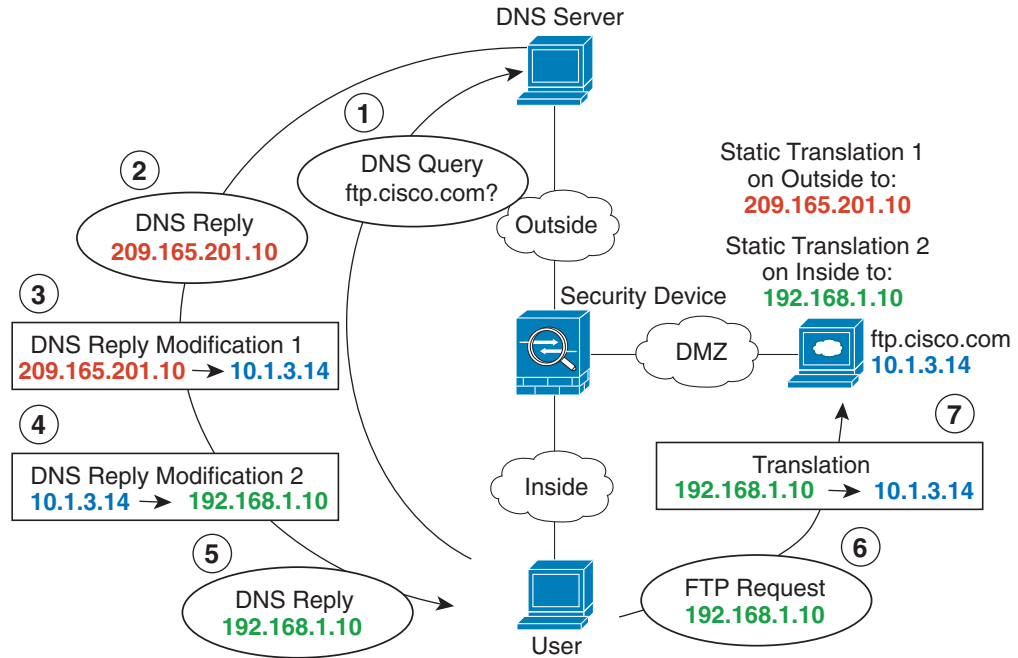 DNS Server
1
DNS Query
ftp.cisco.com?
2
DNS Reply
209.165.201.10
Outside
Static Translation 1
on Outside to:
209.165.201.10
Static Translation 2
on Inside to:
192.168.1.10
3
DNS Reply Modification 1
209.165.201.10 → 10.1.3.14
Security Device
DMZ
ftp.cisco.com
10.1.3.14
4
DNS Reply Modification 2
10.1.3.14 → 192.168.1.10
Inside
7
Translation
192.168.1.10 → 10.1.3.14
5
DNS Reply
192.168.1.10
User
6
FTP Request
192.168.1.10